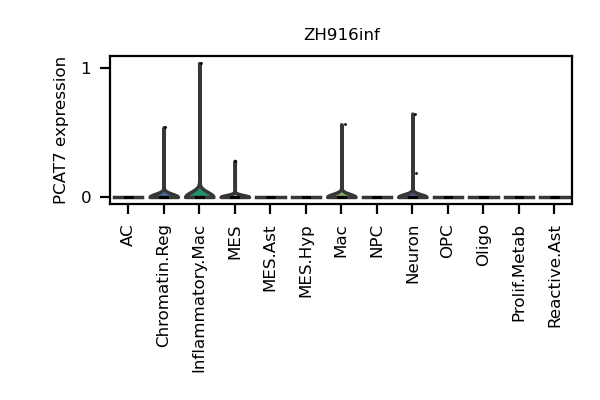 ZH916inf
PCAT7 expression
1
0
AC
Chromatin.Reg
Inflammatory.Mac
MES
MES.Ast
MES.Hyp
Mac
NPC
Neuron
OPC
Oligo
Prolif.Metab
Reactive.Ast